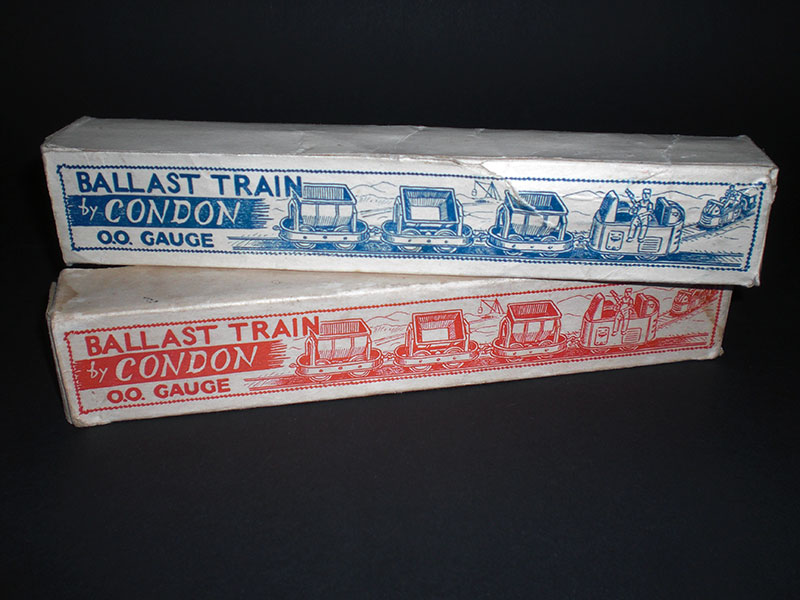 BALLAST TRAIN
by CONDON
O.O. GAUGE
BALLAST TRAIN
by CONDON
O.O. GAUGE